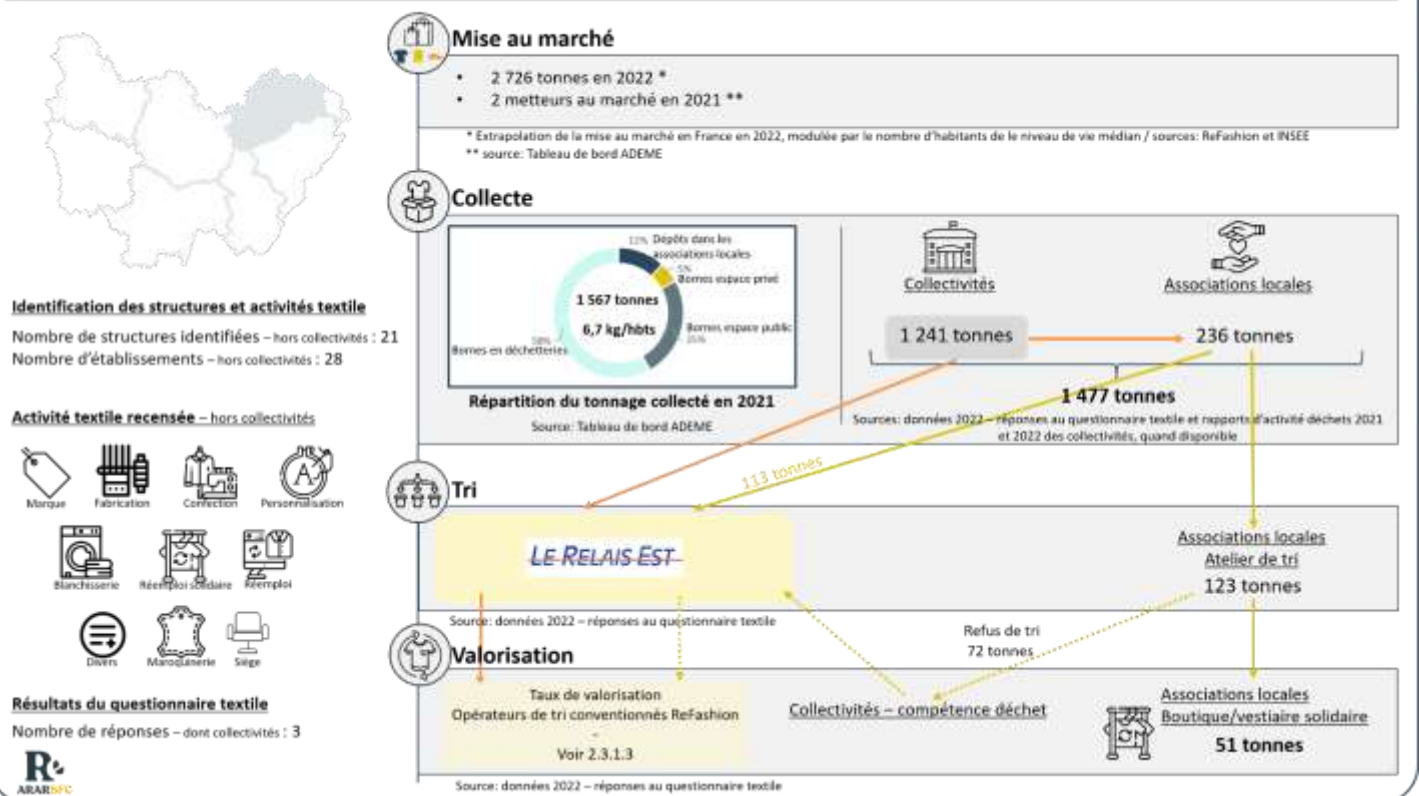 Mise au marché
• 2 726 tonnes en 2022 *
• 2 metteurs au marché en 2021 **
* Extrapolation de la mise au marché en France en 2022, modulée par le nombre d'habitants de le niveau de vie médian / sources: ReFashion et INSEE
** source: Tableau de bord ADEME
Identification des structures et activités textile
Nombre de structures identifiées – hors collectivités : 21
Nombre d'établissements – hors collectivités : 28
Activité textile recensée – hors collectivités
Marque
Fabrication
Confection
Personnalisation
Blanchisserie
Réemploi solidaire
Réemploi
Divers
Maroquinerie
Siège
Résultats du questionnaire textile
Nombre de réponses – dont collectivités : 3
R
ARARBFC
Collecte
11% Dépôts dans les
associations locales
5%
Bornes espace privé
1 567 tonnes
6,7 kg/hbts
Bornes espace public
58%
Bornes en déchetteries
Répartition du tonnage collecté en 2021
Source: Tableau de bord ADEME
Collectivités
Associations locales
1 241 tonnes
236 tonnes
1 477 tonnes
Sources: données 2022 – réponses au questionnaire textile et rapports d'activité déchets 2021
et 2022 des collectivités, quand disponible
113 tonnes
Tri
LE RELAIS EST
Associations locales
Atelier de tri
123 tonnes
Source: données 2022 – réponses au questionnaire textile
Refus de tri
72 tonnes
Valorisation
Taux de valorisation
Opérateurs de tri conventionnés ReFashion
-
Voir 2.3.1.3
Collectivités – compétence déchet
Associations locales
Boutique/vestiaire solidaire
51 tonnes
Source: données 2022 – réponses au questionnaire textile